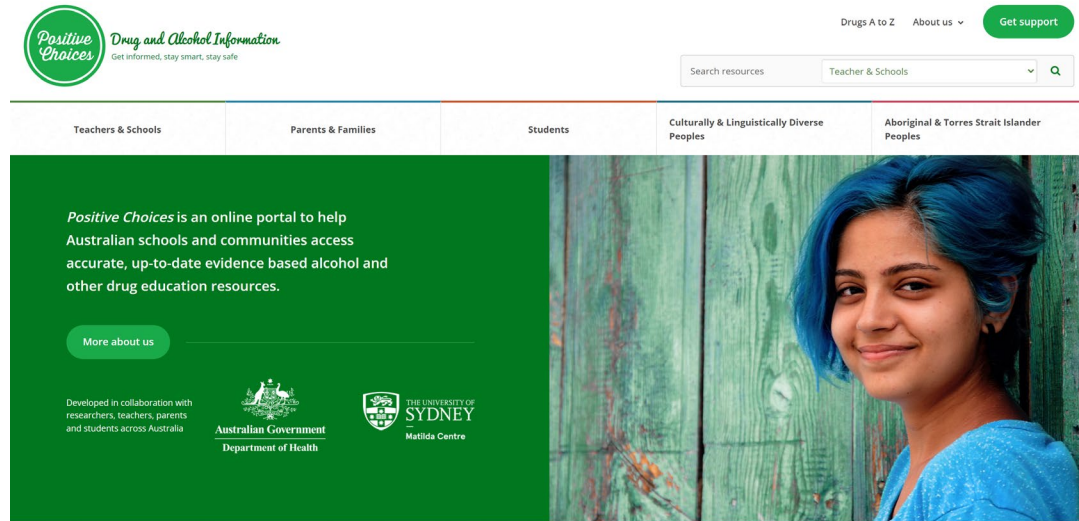 Positive
Choices
Drug and Alcohol Information
Get informed, stay smart, stay safe
Drugs A to Z
About us
Get support
Search resources
Teacher & Schools
Teachers & Schools
Parents & Families
Students
Culturally & Linguistically Diverse
Peoples
Aboriginal & Torres Strait Islander
Peoples
Positive Choices is an online portal to help
Australian schools and communities access
accurate, up-to-date evidence based alcohol and
other drug education resources.
More about us
Developed in collaboration with
researchers, teachers, parents
and students across Australia
Australian Government
Department of Health
THE UNIVERSITY OF
SYDNEY
Matilda Centre